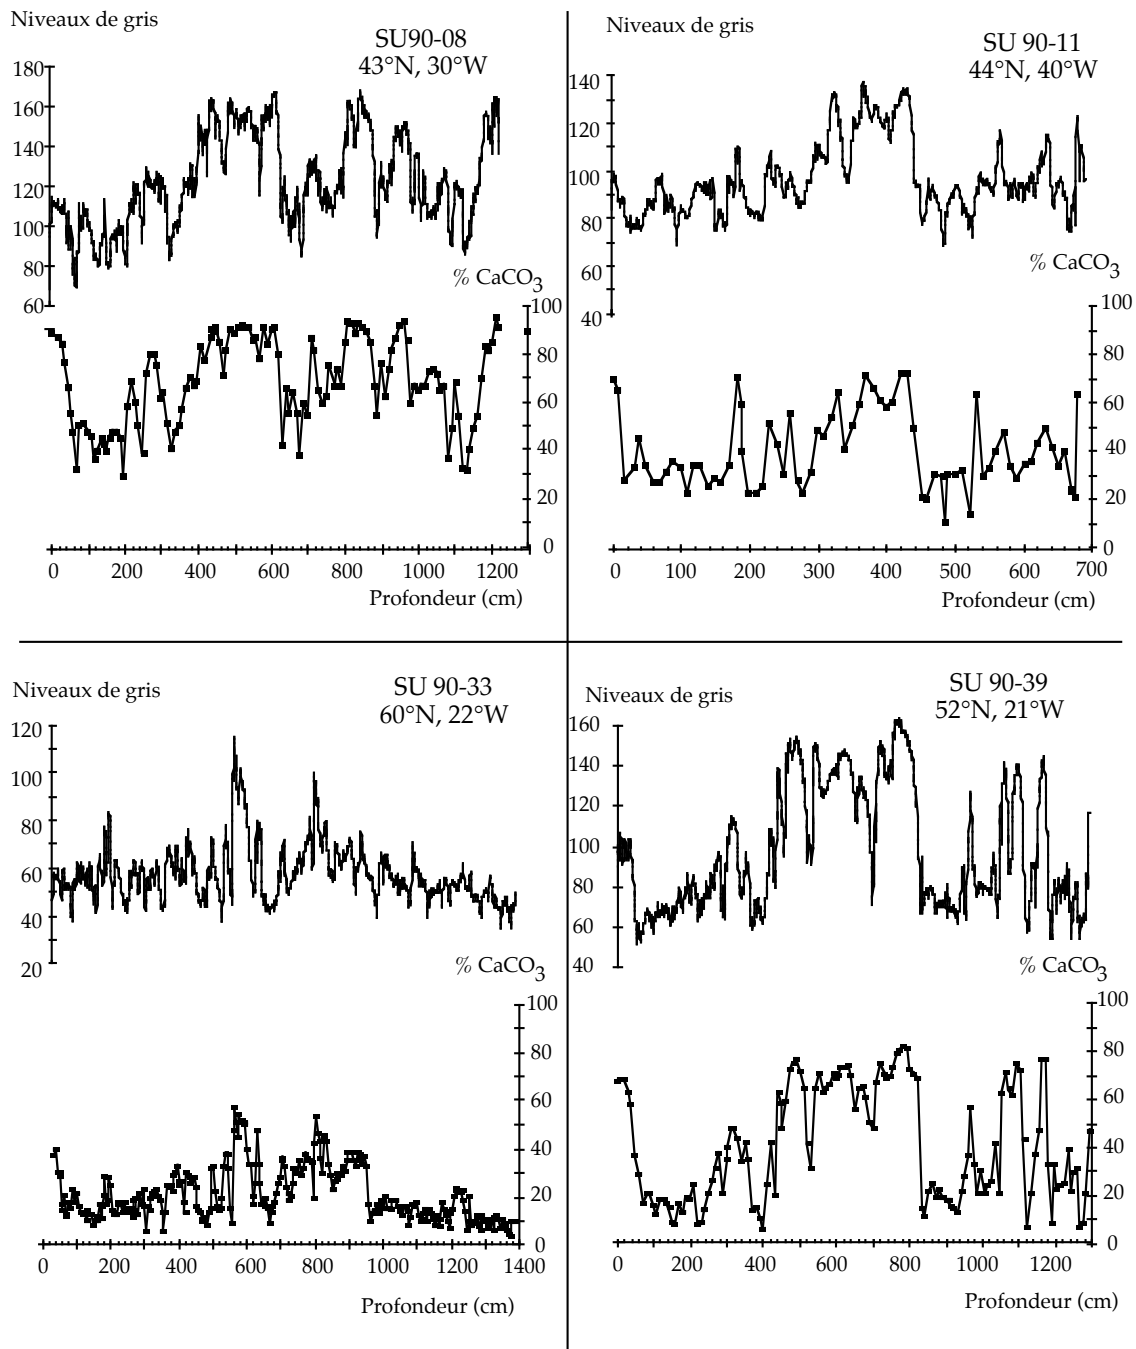 Niveaux de gris
SU90-08
43°N, 30°W
180
160
140
120
100
80
60
% CaCO3
100
80
60
40
20
0
0 200 400 600 800 1000 1200
Profondeur (cm)
Niveaux de gris
SU 90-11
44°N, 40°W
140
120
100
80
60
40
% CaCO3
100
80
60
40
20
0
0 100 200 300 400 500 600 700
Profondeur (cm)
Niveaux de gris
SU 90-33
60°N, 22°W
120
100
80
60
40
20
% CaCO3
100
80
60
40
20
0
0 200 400 600 800 1000 1200 1400
Profondeur (cm)
Niveaux de gris
SU 90-39
52°N, 21°W
160
140
120
100
80
60
40
% CaCO3
100
80
60
40
20
0
0 200 400 600 800 1000 1200
Profondeur (cm)